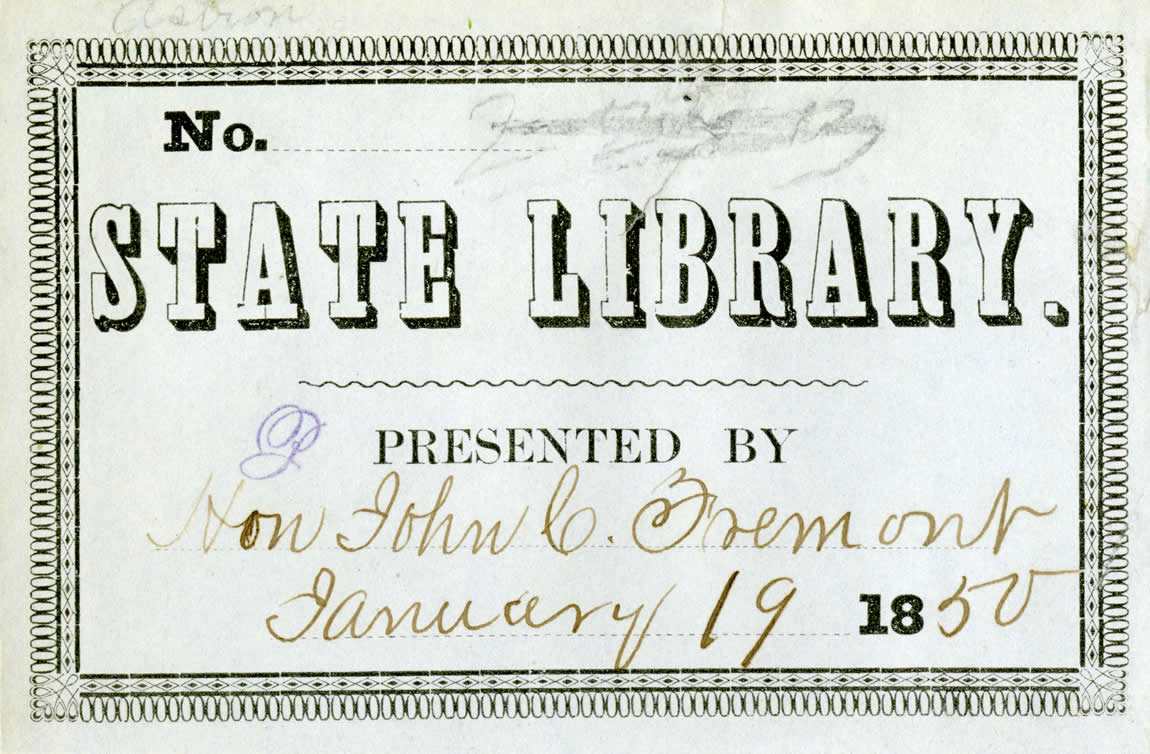 No.
STATE LIBRARY.
PRESENTED BY
Hon John C. Fremont
January 19 1850